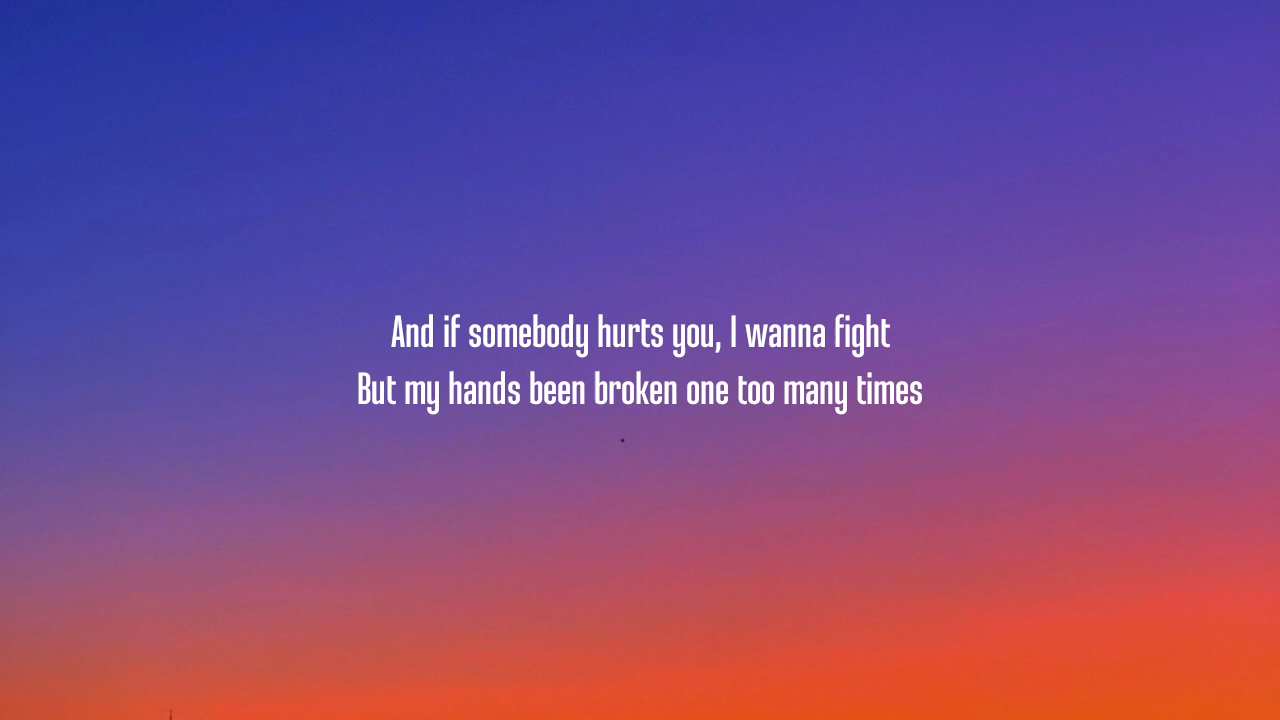 And if somebody hurts you, I wanna fight
But my hands been broken one too many times